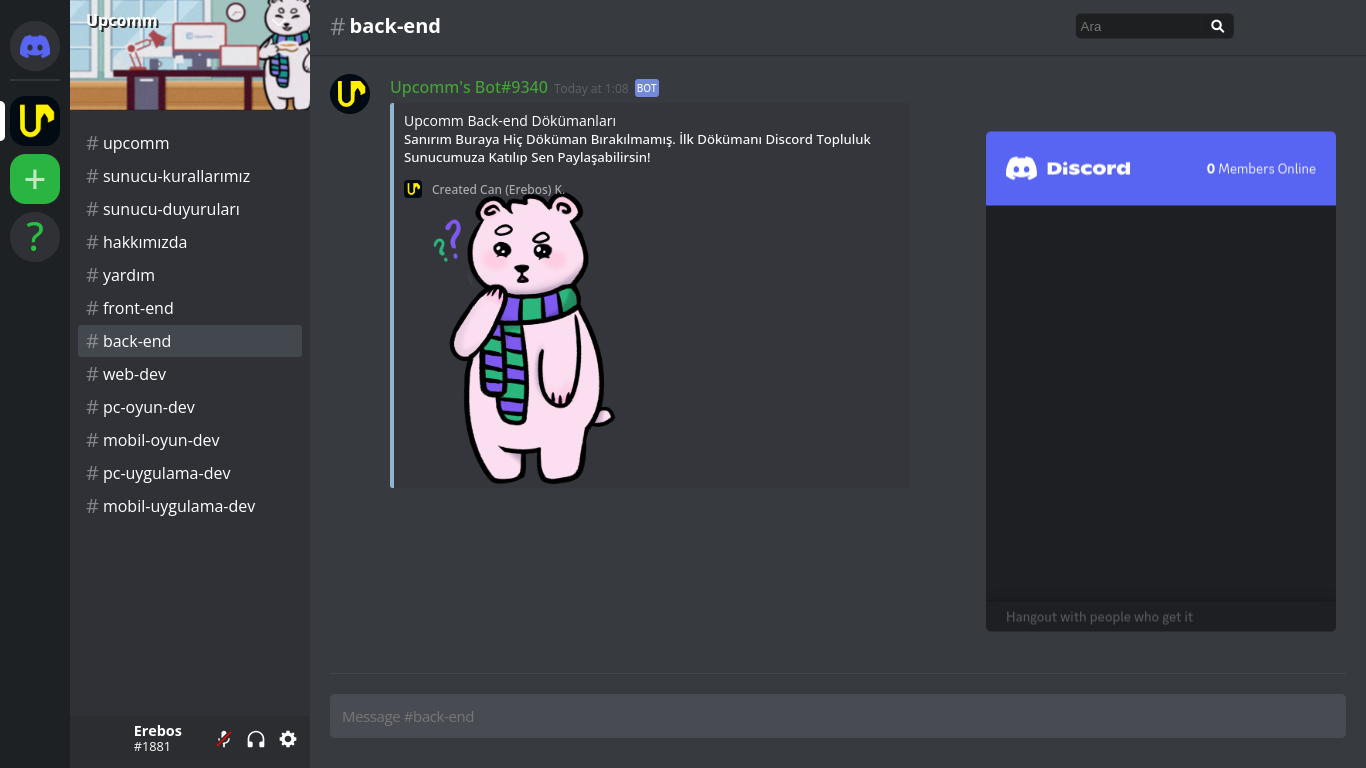 Upcomm
# upcomm
# sunucu-kurallarımız
# sunucu-duyuruları
# hakkımızda
# yardım
# front-end
# back-end
# web-dev
# pc-oyun-dev
# mobil-oyun-dev
# pc-uygulama-dev
# mobil-uygulama-dev
Erebos
#1881
# back-end
Ara
Upcomm's Bot#9340 Today at 1:08 BOT
Upcomm Back-end Dökümanları
Sanırım Buraya Hiç Döküman Bırakılmamış. İlk Dökümanı Discord Topluluk
Sunucumuza Katılıp Sen Paylaşabilirsin!
Created Can (Erebos) K.
? ?
Discord 0 Members Online
Hangout with people who get it
Message #back-end